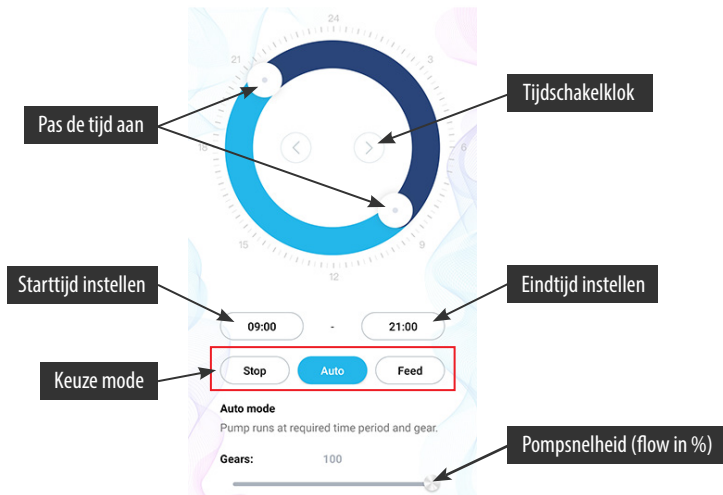 24
21
3
Tijdschakelklok
Pas de tijd aan
18
6
15
9
12
Starttijd instellen
Eindtijd instellen
09:00 - 21:00
Keuze mode
Stop Auto Feed
Auto mode
Pump runs at required time period and gear.
Pompsnelheid (flow in %)
Gears: 100